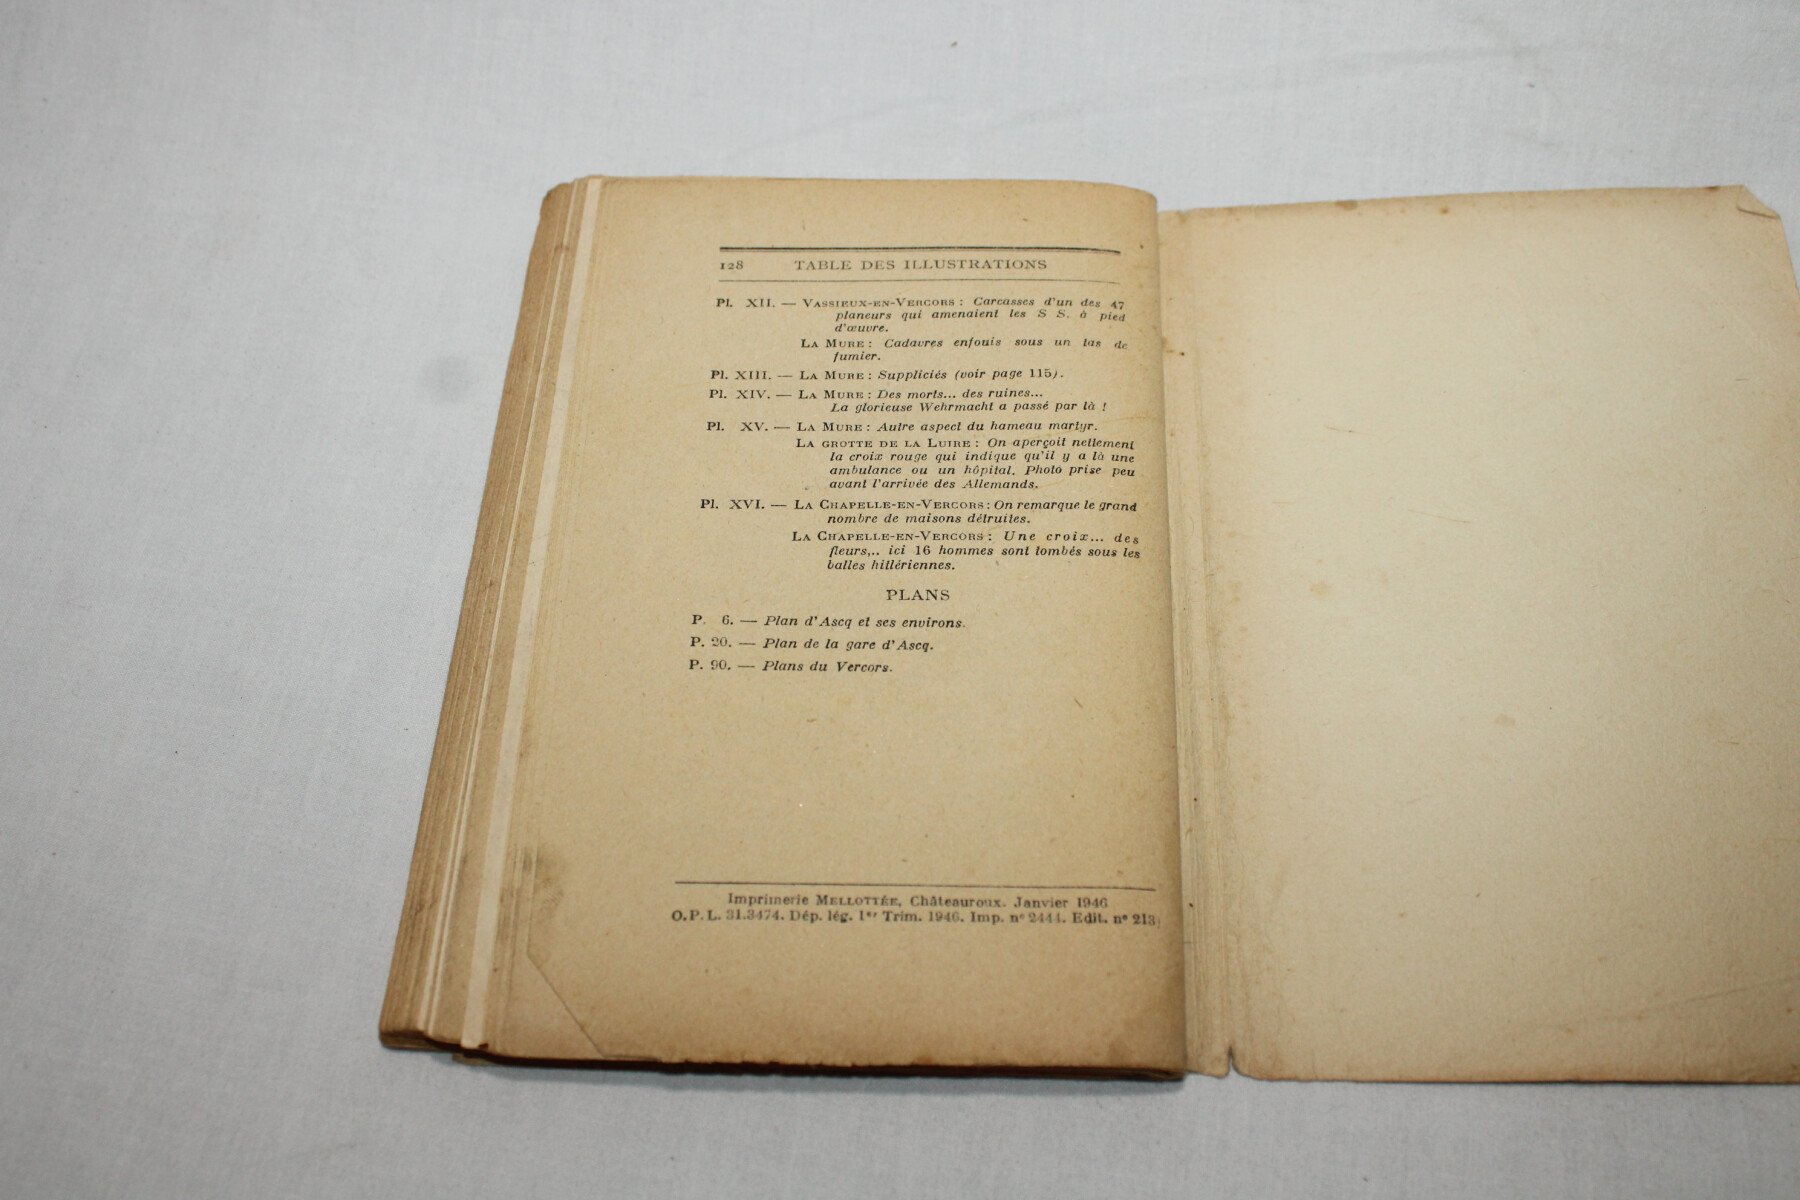 128 TABLE DES ILLUSTRATIONS
Pl. XII. — VASSIEUX-EN-VERCORS : Carcasses d'un des 47
planeurs qui amenaient les S S. à pied
d'œuvre.
LA MURE : Cadavres enfouis sous un tas de
fumier.
Pl. XIII. — LA MURE : Suppliciés (voir page 115).
Pl. XIV. — LA MURE : Des morts... des ruines...
La glorieuse Wehrmacht a passé par là !
Pl. XV. — LA MURE : Autre aspect du hameau martyr.
LA GROTTE DE LA LUIRE : On aperçoit nettement
la croix rouge qui indique qu'il y a là une
ambulance ou un hôpital. Photo prise peu
avant l'arrivée des Allemands.
Pl. XVI. — LA CHAPELLE-EN-VERCORS : On remarque le grand
nombre de maisons détruites.
LA CHAPELLE-EN-VERCORS : Une croix... des
fleurs,.. ici 16 hommes sont tombés sous les
balles hitlériennes.
PLANS
P. 6. — Plan d'Ascq et ses environs.
P. 20. — Plan de la gare d'Ascq.
P. 90. — Plans du Vercors.
Imprimerie MELLOTTÉE, Châteauroux. Janvier 1946
O.P.L. 31.3474. Dép. lég. 1er Trim. 1946. Imp. n° 2444. Edit. n° 213